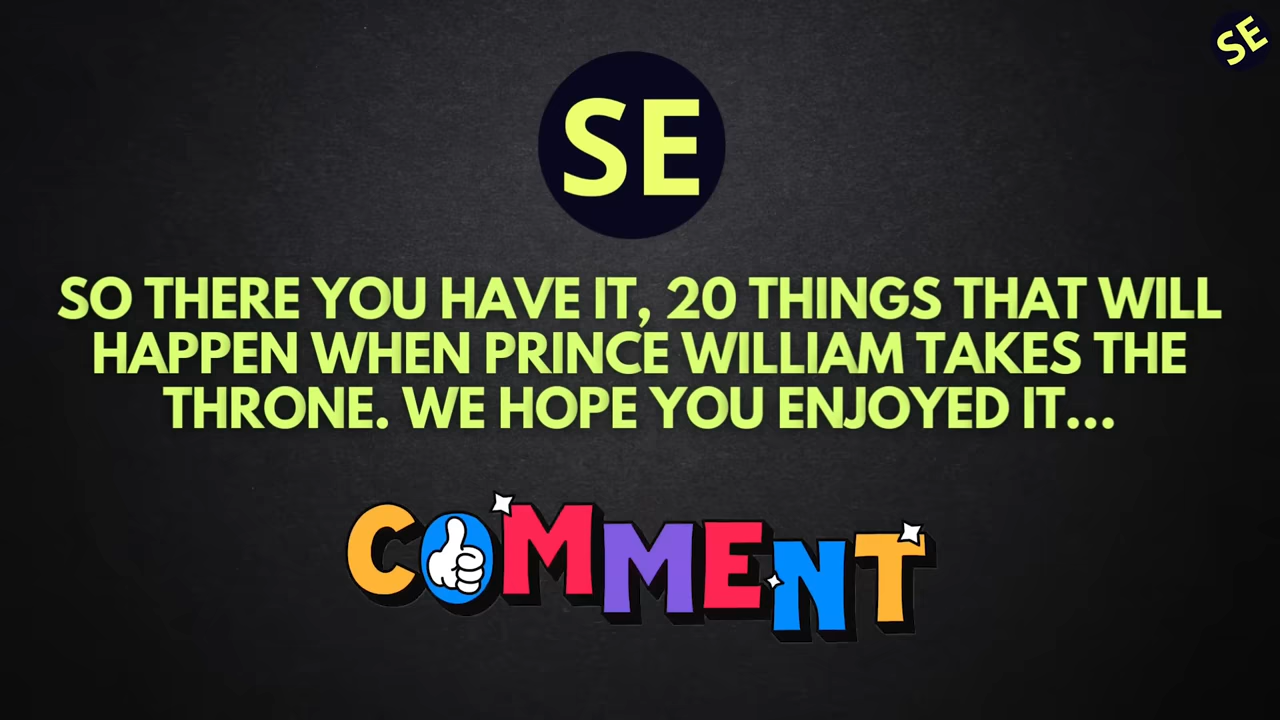 SE
SE
SO THERE YOU HAVE IT, 20 THINGS THAT WILL
HAPPEN WHEN PRINCE WILLIAM TAKES THE
THRONE. WE HOPE YOU ENJOYED IT...
COMMENT